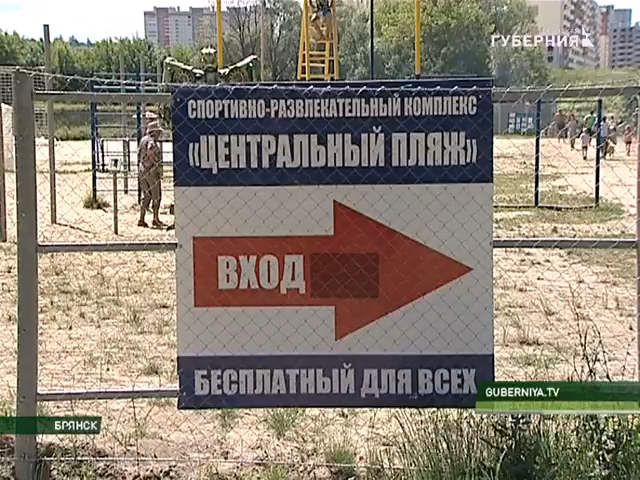 ГУБЕРНИЯ
СПОРТИВНО-РАЗВЛЕКАТЕЛЬНЫЙ КОМПЛЕКС
«ЦЕНТРАЛЬНЫЙ ПЛЯЖ»
ВХОД
БЕСПЛАТНЫЙ ДЛЯ ВСЕХ
GUBERNIYA.TV
БРЯНСК